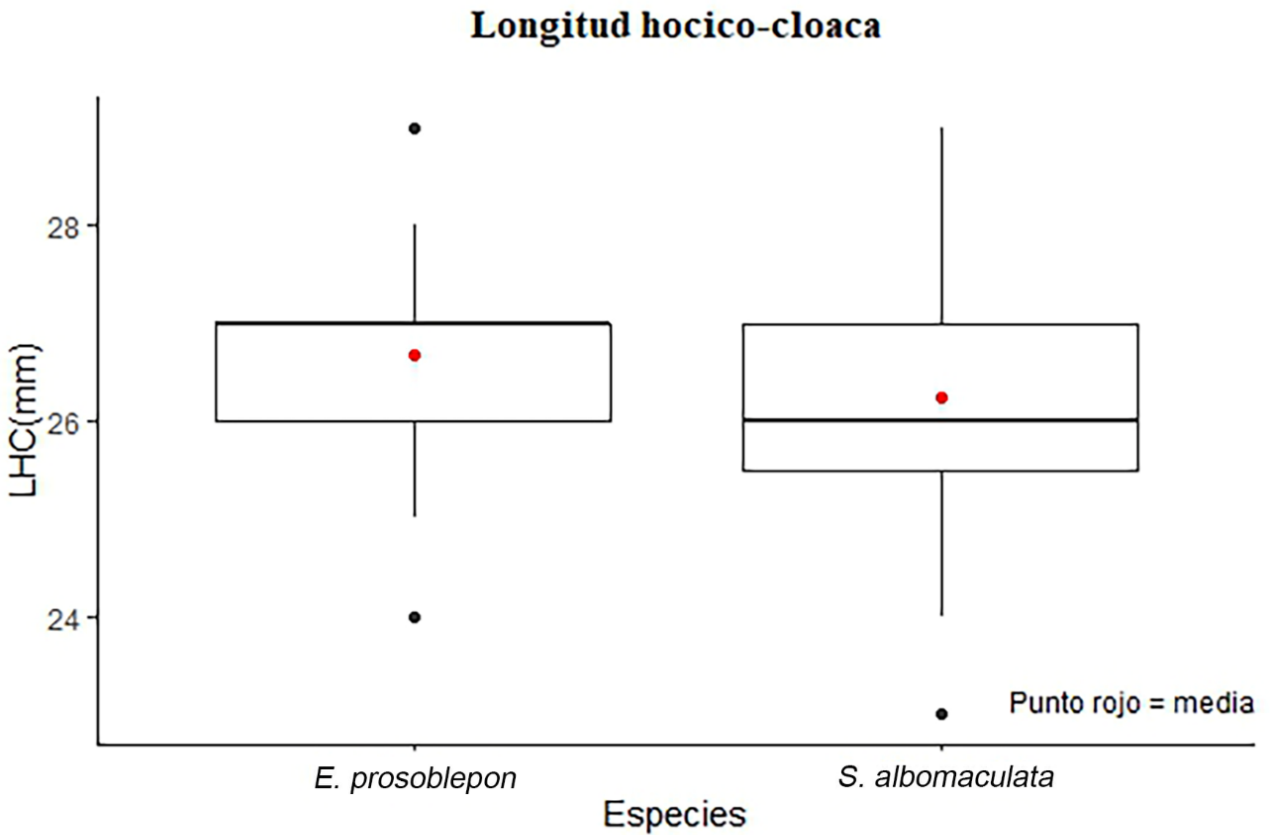 Longitud hocico-cloaca
LHC(mm)
28
26
24
Punto rojo = media
E. prosoblepon
S. albomaculata
Especies